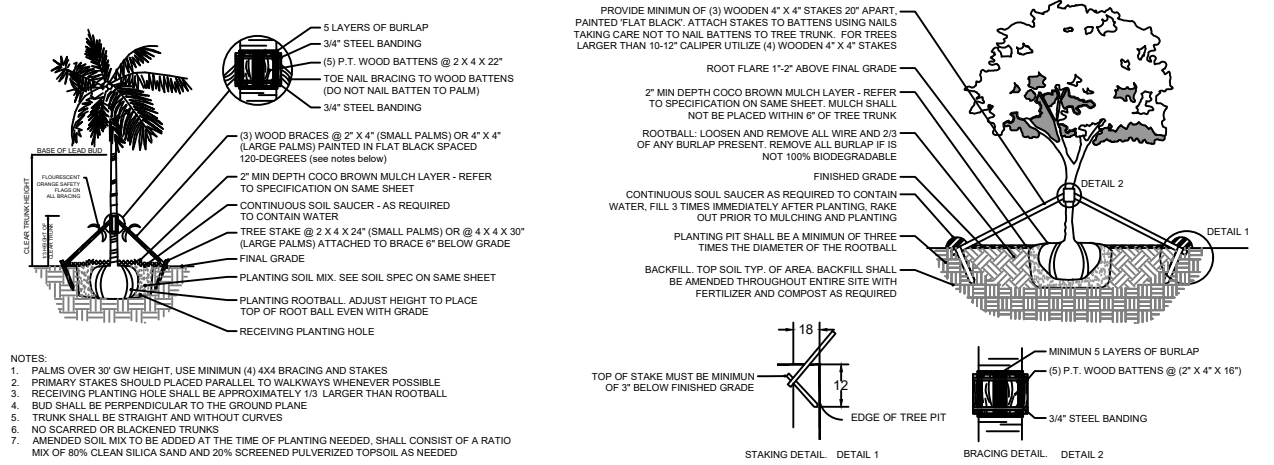 5 LAYERS OF BURLAP
3/4" STEEL BANDING
(5) P.T. WOOD BATTENS @ 2 X 4 X 22"
TOE NAIL BRACING TO WOOD BATTENS
(DO NOT NAIL BATTEN TO PALM)
3/4" STEEL BANDING
(3) WOOD BRACES @ 2" X 4" (SMALL PALMS) OR 4" X 4"
(LARGE PALMS) PAINTED IN FLAT BLACK SPACED
120-DEGREES (see notes below)
2" MIN DEPTH COCO BROWN MULCH LAYER - REFER
TO SPECIFICATION ON SAME SHEET
CONTINUOUS SOIL SAUCER - AS REQUIRED
TO CONTAIN WATER
TREE STAKE @ 2 X 4 X 24" (SMALL PALMS) OR @ 4 X 4 X 30"
(LARGE PALMS) ATTACHED TO BRACE 6" BELOW GRADE
FINAL GRADE
PLANTING SOIL MIX. SEE SOIL SPEC ON SAME SHEET
PLANTING ROOTBALL. ADJUST HEIGHT TO PLACE
TOP OF ROOT BALL EVEN WITH GRADE
RECEIVING PLANTING HOLE
BASE OF LEAD BUD
FLOURESCENT
ORANGE SAFETY
FLAGS ON
ALL BRACING
CLEAR TRUNK HEIGHT
1/3 HEIGHT OF
CLEAR TRUNK
NOTES:
1. PALMS OVER 30' GW HEIGHT, USE MINIMUN (4) 4X4 BRACING AND STAKES
2. PRIMARY STAKES SHOULD PLACED PARALLEL TO WALKWAYS WHENEVER POSSIBLE
3. RECEIVING PLANTING HOLE SHALL BE APPROXIMATELY 1/3 LARGER THAN ROOTBALL
4. BUD SHALL BE PERPENDICULAR TO THE GROUND PLANE
5. TRUNK SHALL BE STRAIGHT AND WITHOUT CURVES
6. NO SCARRED OR BLACKENED TRUNKS
7. AMENDED SOIL MIX TO BE ADDED AT THE TIME OF PLANTING NEEDED, SHALL CONSIST OF A RATIO
MIX OF 80% CLEAN SILICA SAND AND 20% SCREENED PULVERIZED TOPSOIL AS NEEDED
PROVIDE MINIMUN OF (3) WOODEN 4" X 4" STAKES 20" APART,
PAINTED 'FLAT BLACK'. ATTACH STAKES TO BATTENS USING NAILS
TAKING CARE NOT TO NAIL BATTENS TO TREE TRUNK. FOR TREES
LARGER THAN 10-12" CALIPER UTILIZE (4) WOODEN 4" X 4" STAKES
ROOT FLARE 1"-2" ABOVE FINAL GRADE
2" MIN DEPTH COCO BROWN MULCH LAYER - REFER
TO SPECIFICATION ON SAME SHEET. MULCH SHALL
NOT BE PLACED WITHIN 6" OF TREE TRUNK
ROOTBALL: LOOSEN AND REMOVE ALL WIRE AND 2/3
OF ANY BURLAP PRESENT. REMOVE ALL BURLAP IF IS
NOT 100% BIODEGRADABLE
FINISHED GRADE
CONTINUOUS SOUL SAUCER AS REQUIRED TO CONTAIN
WATER, FILL 3 TIMES IMMEDIATELY AFTER PLANTING, RAKE
OUT PRIOR TO MULCHING AND PLANTING
PLANTING PIT SHALL BE A MINIMUN OF THREE
TIMES THE DIAMETER OF THE ROOTBALL
BACKFILL. TOP SOIL TYP. OF AREA. BACKFILL SHALL
BE AMENDED THROUGHOUT ENTIRE SITE WITH
FERTILIZER AND COMPOST AS REQUIRED
DETAIL 2
DETAIL 1
18
TOP OF STAKE MUST BE MINIMUN
OF 3" BELOW FINISHED GRADE
12
EDGE OF TREE PIT
STAKING DETAIL. DETAIL 1
MINIMUN 5 LAYERS OF BURLAP
(5) P.T. WOOD BATTENS @ (2" X 4" X 16")
3/4" STEEL BANDING
BRACING DETAIL. DETAIL 2